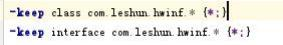 -keep class com.leshun.hwinf.* {*;}
-keep interface com.leshun.hwinf.* {*;}